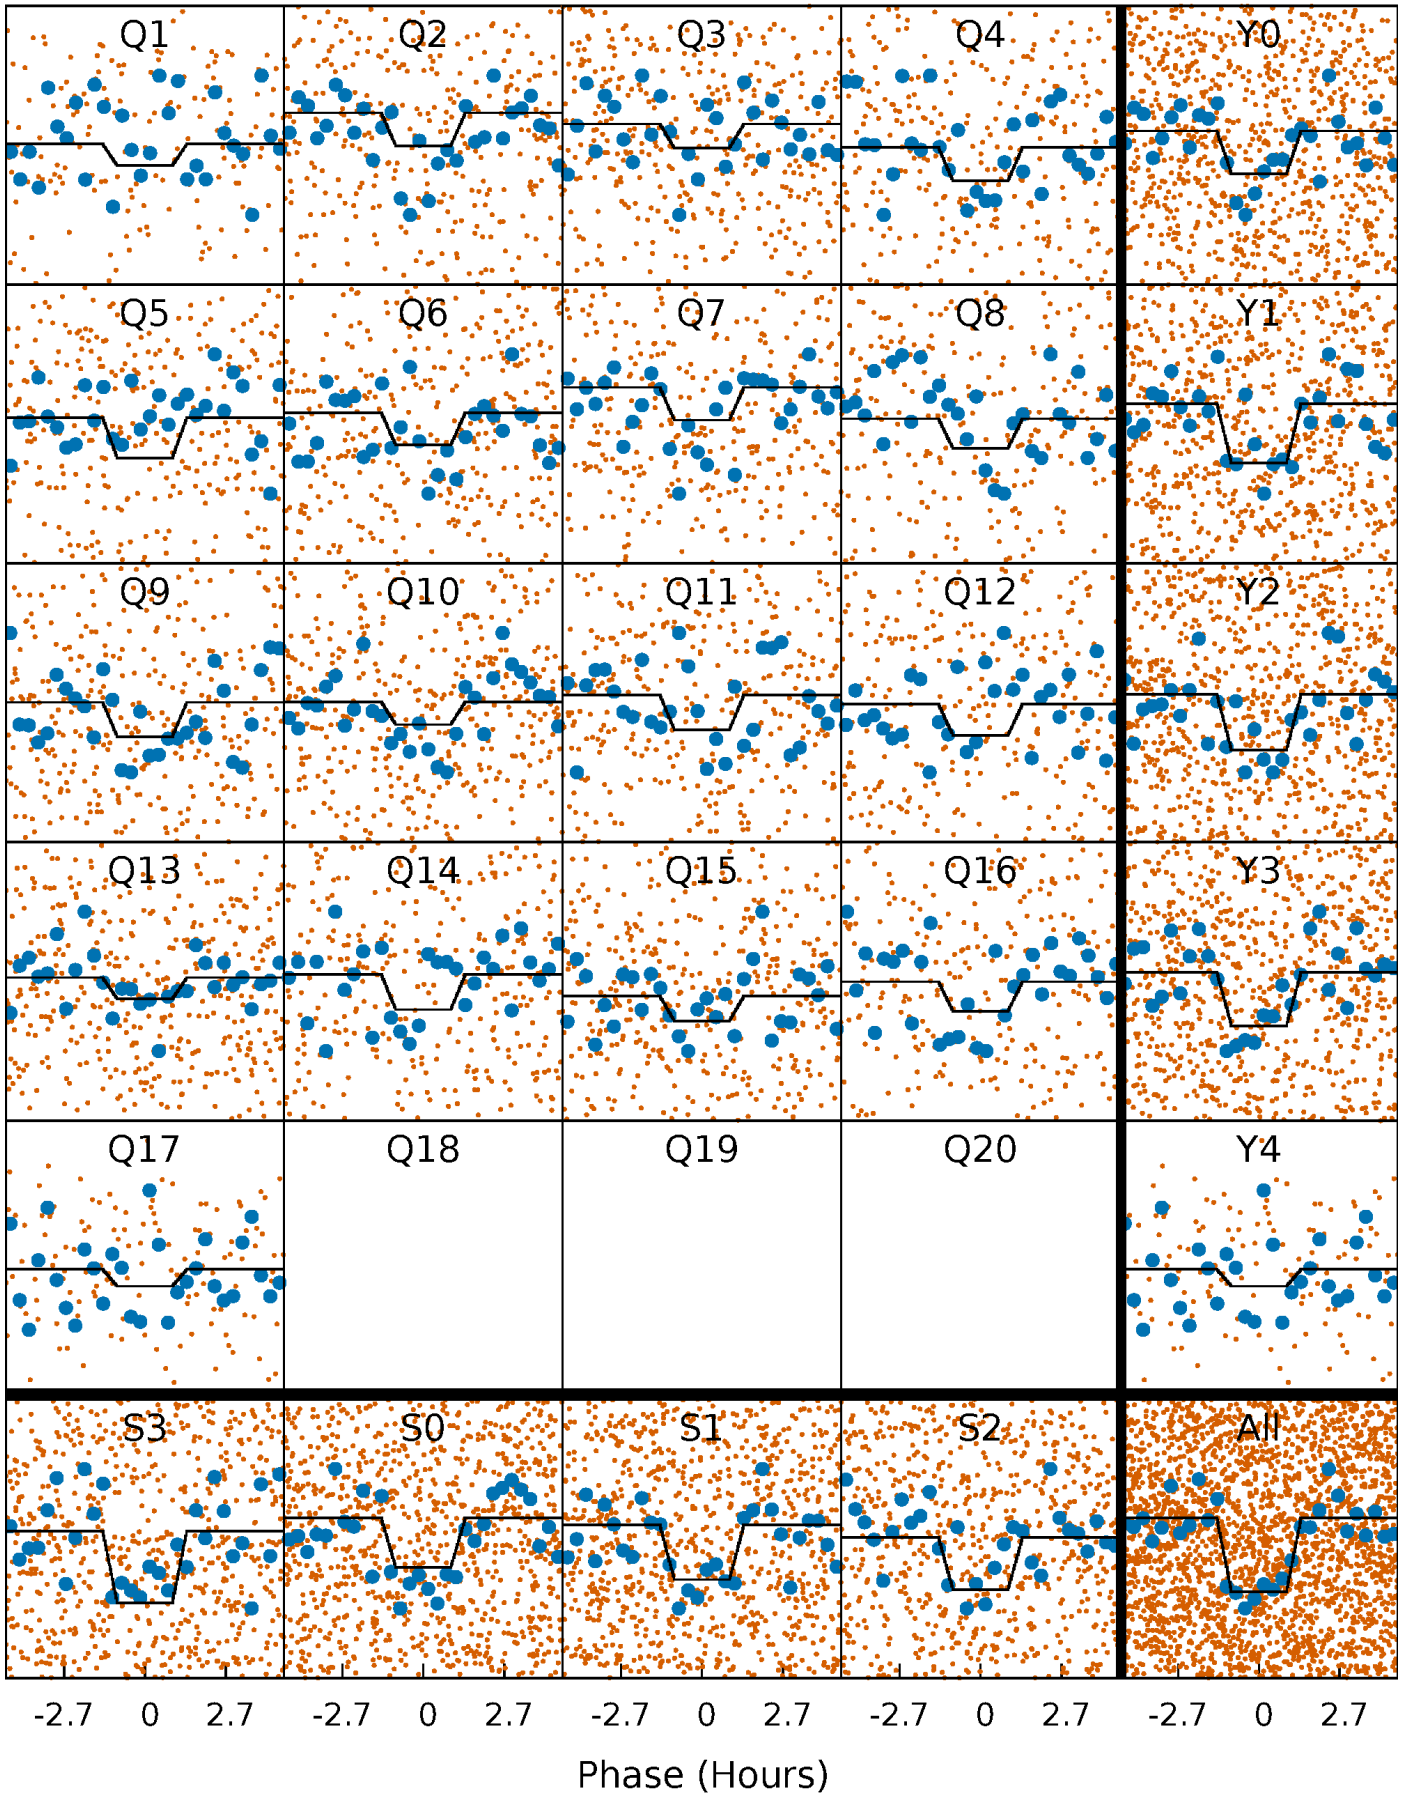 Q1 Q2 Q3 Q4 Y0
Q5 Q6 Q7 Q8 Y1
Q9 Q10 Q11 Q12 Y2
Q13 Q14 Q15 Q16 Y3
Q17 Q18 Q19 Q20 Y4
S3 S0 S1 S2 All
-2.7 0 2.7 -2.7 0 2.7 -2.7 0 2.7 -2.7 0 2.7 -2.7 0 2.7
Phase (Hours)